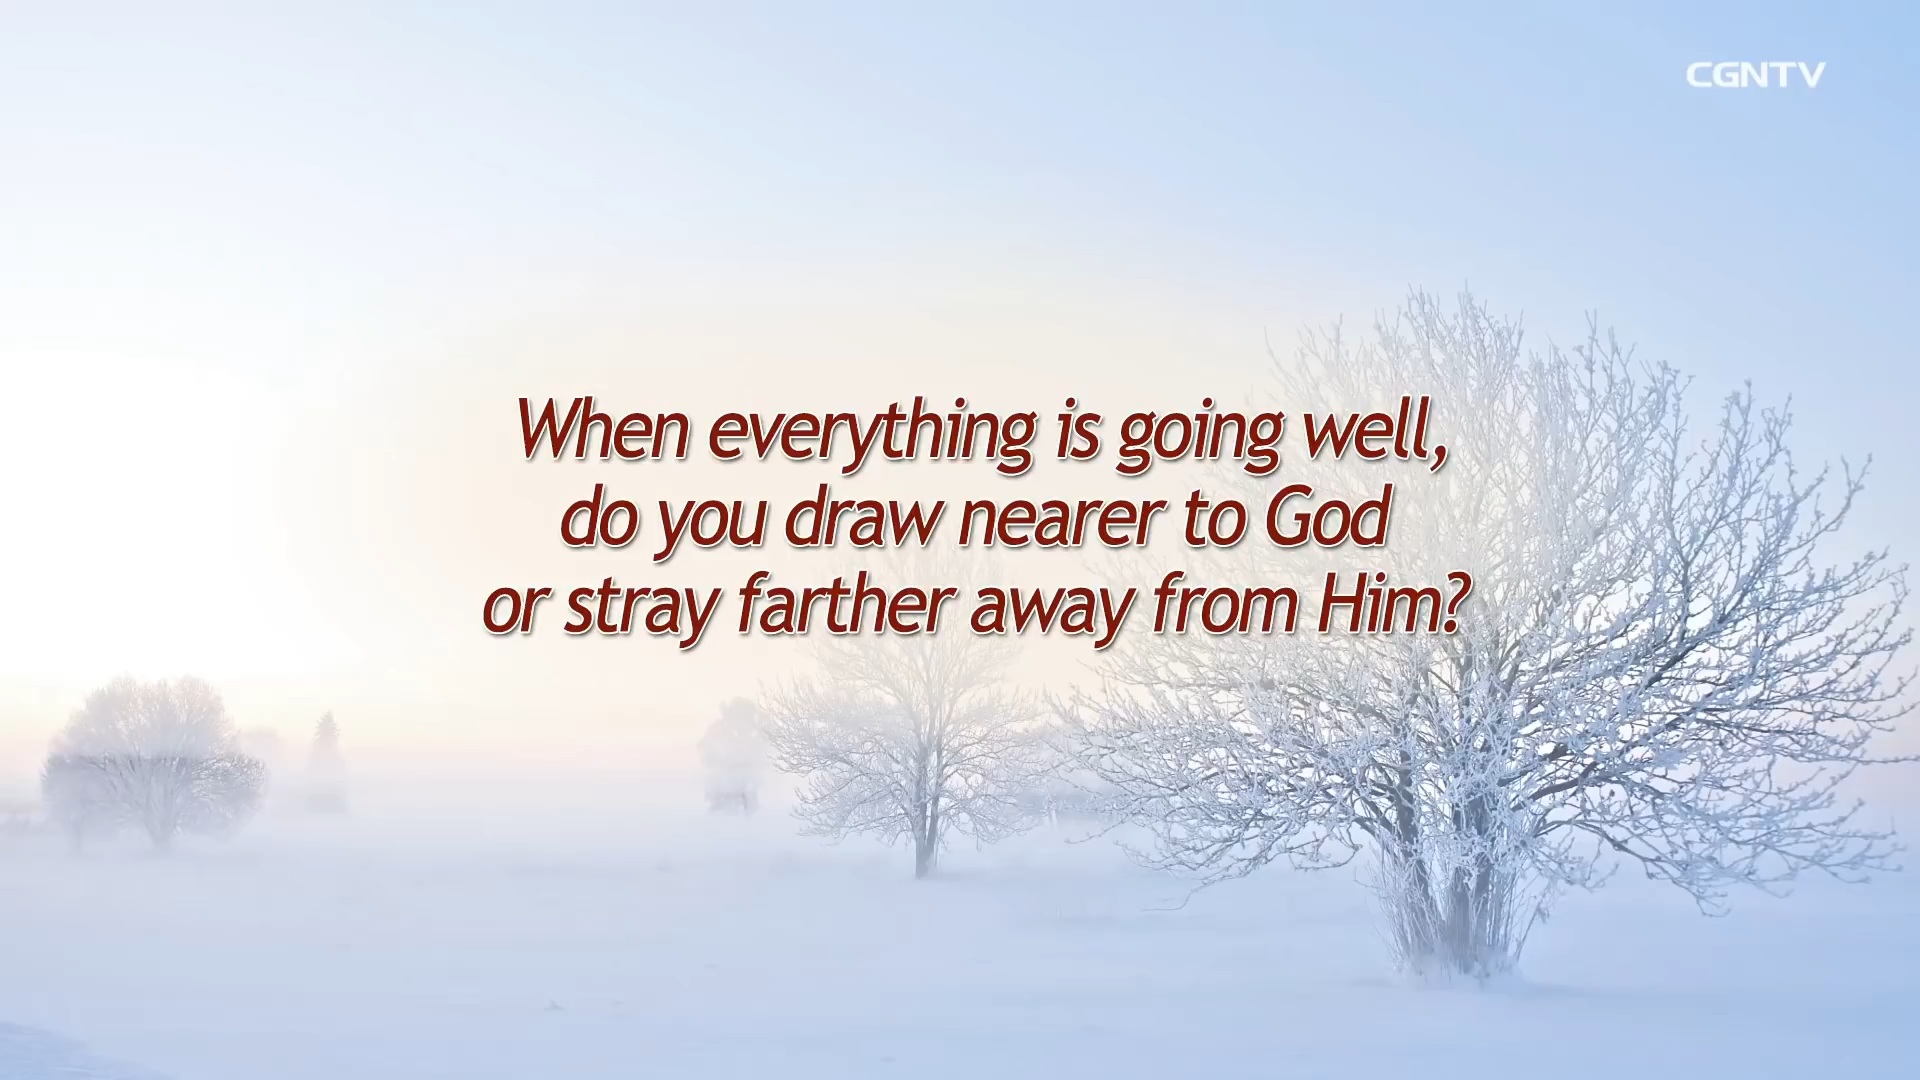 CGNTV
When everything is going well,
do you draw nearer to God
or stray farther away from Him?